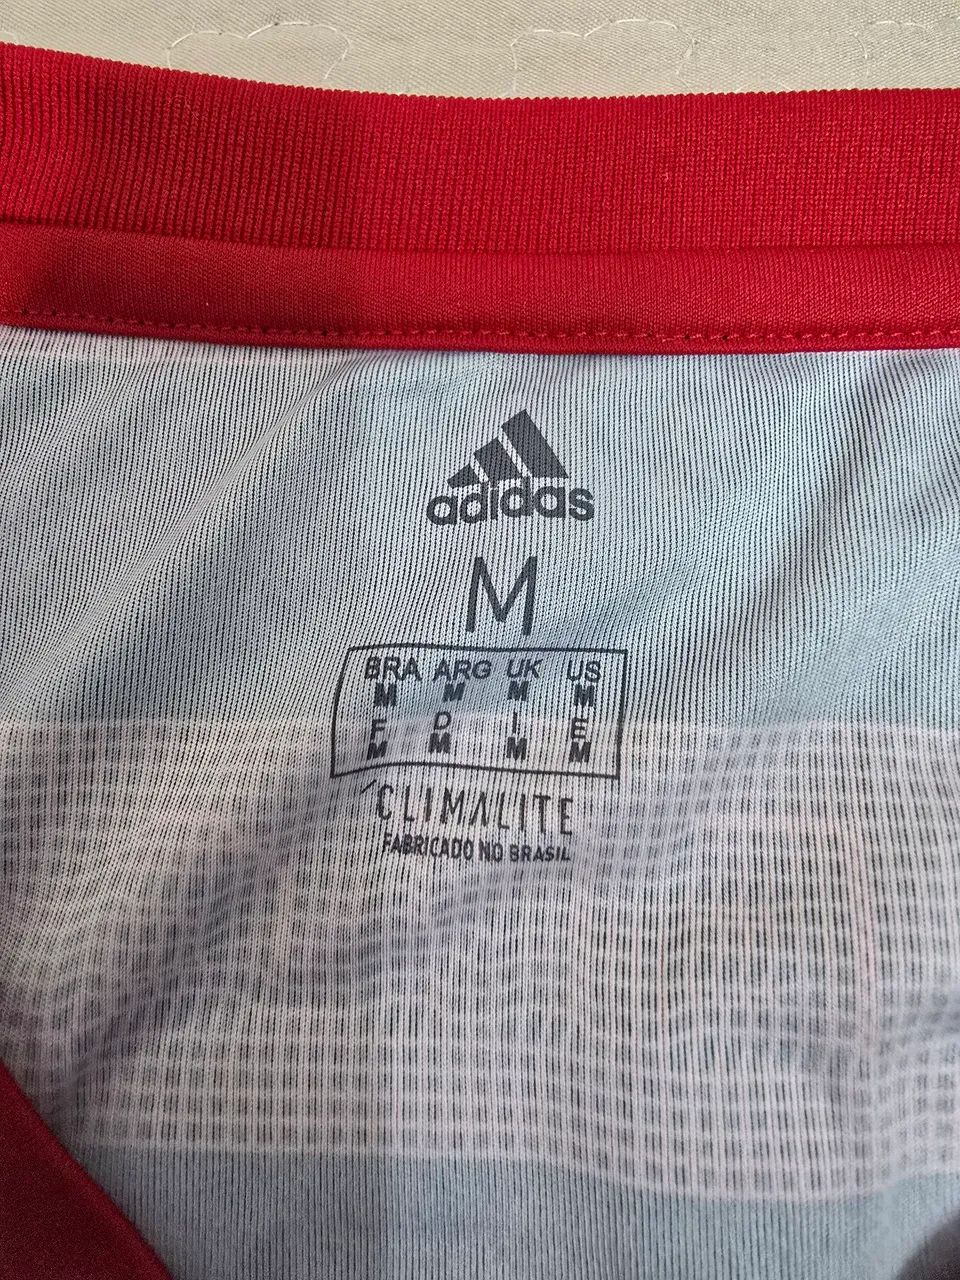 adidas
M
BRA ARG UK US
M M M M
F D I E
M M M M
CLIMALITE
FABRICADO NO BRASIL